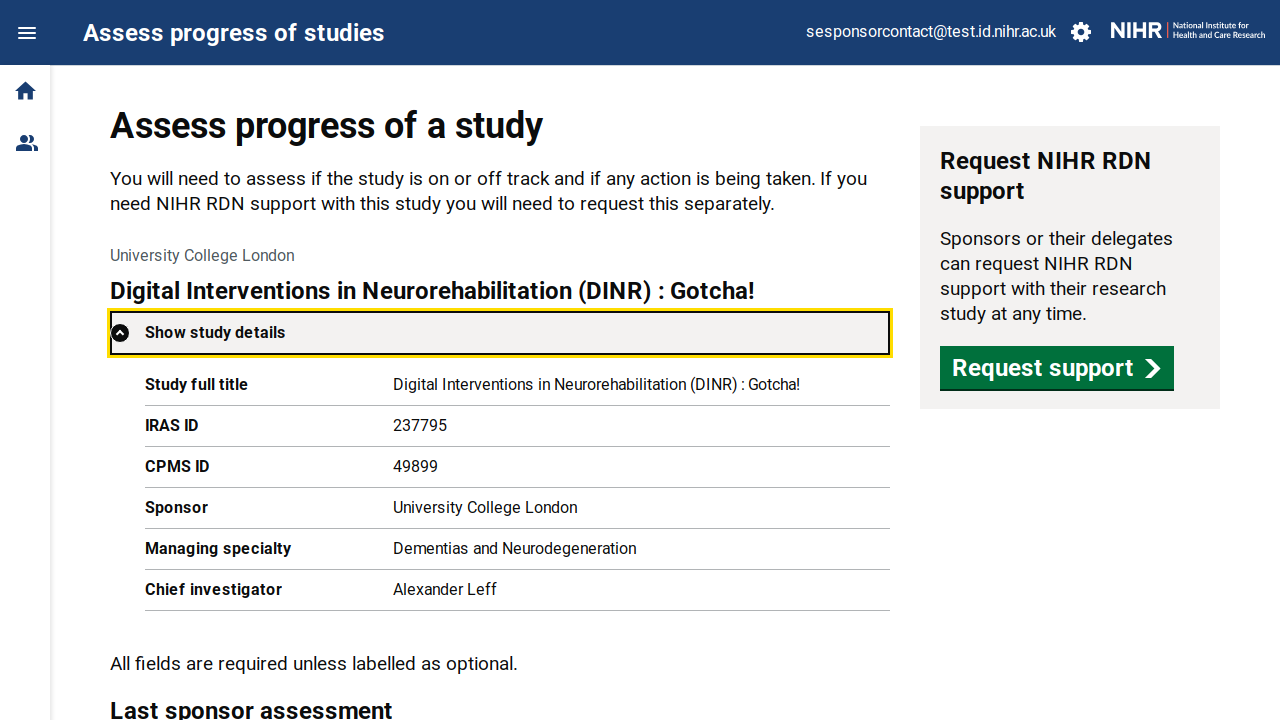 Assess progress of studies
sesponsorcontact@test.id.nihr.ac.uk
NIHR | National Institute for
Health and Care Research
Assess progress of a study
You will need to assess if the study is on or off track and if any action is being taken. If you
need NIHR RDN support with this study you will need to request this separately.
University College London
Digital Interventions in Neurorehabilitation (DINR) : Gotcha!
Show study details
Study full title Digital Interventions in Neurorehabilitation (DINR) : Gotcha!
IRAS ID 237795
CPMS ID 49899
Sponsor University College London
Managing specialty Dementias and Neurodegeneration
Chief investigator Alexander Leff
All fields are required unless labelled as optional.
Last sponsor assessment
Request NIHR RDN
support
Sponsors or their delegates
can request NIHR RDN
support with their research
study at any time.
Request support